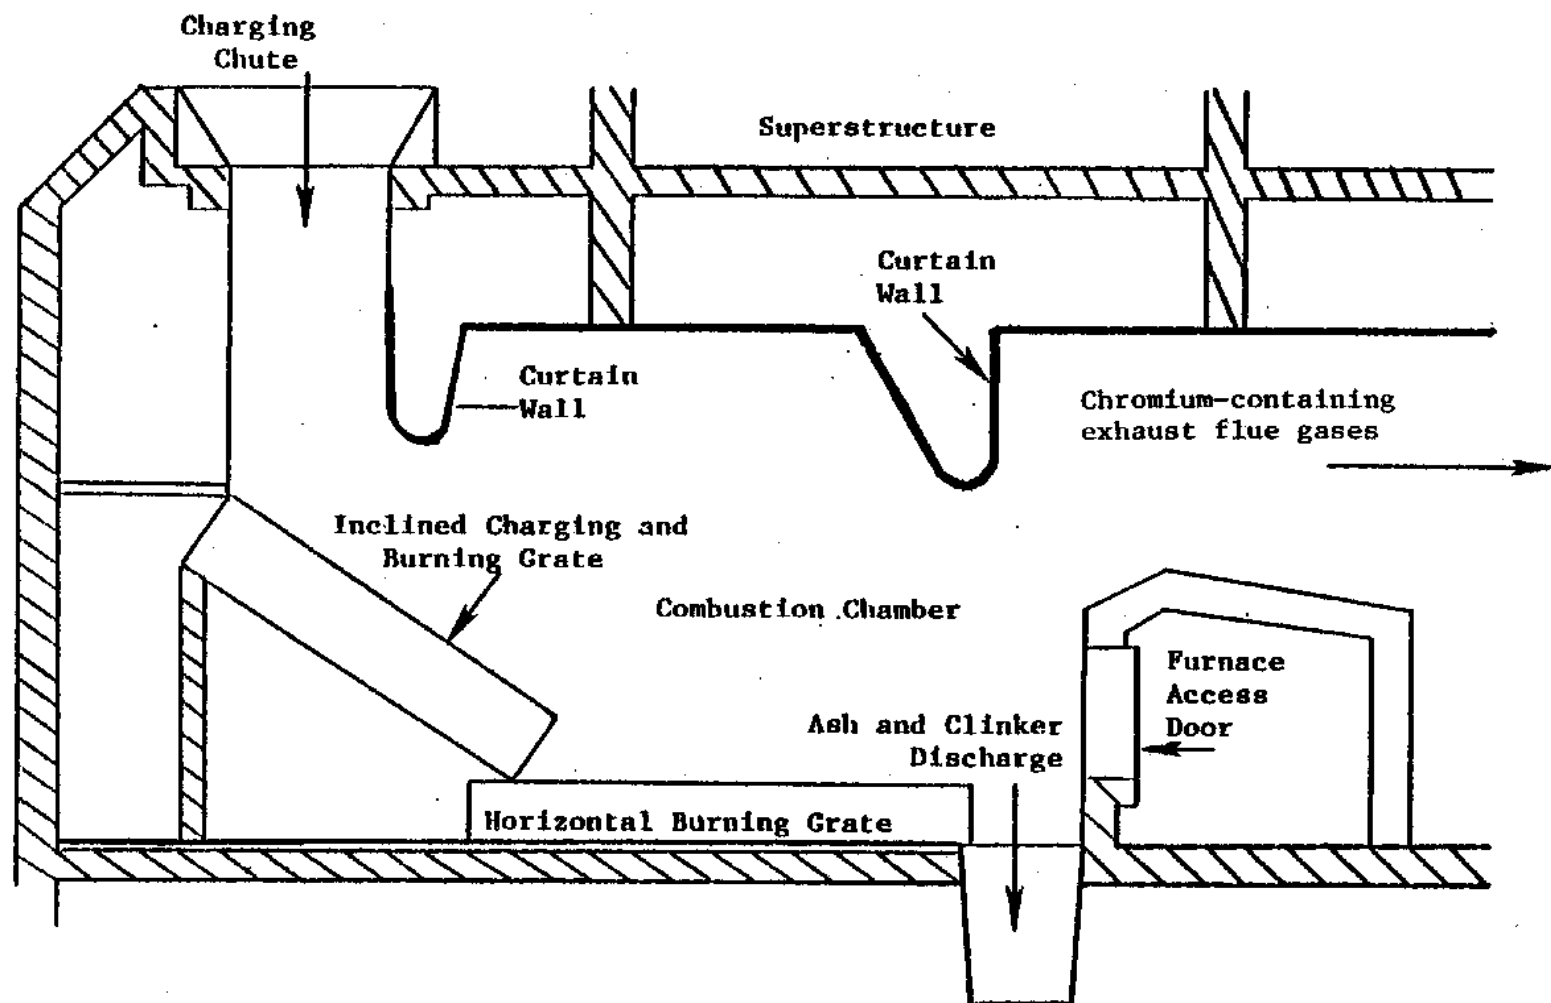 Charging
Chute
Superstructure
Curtain
Wall
Curtain
Wall
Chromium-containing
exhaust flue gases
Inclined Charging and
Burning Grate
Combustion Chamber
Furnace
Access
Door
Ash and Clinker
Discharge
Horizontal Burning Grate